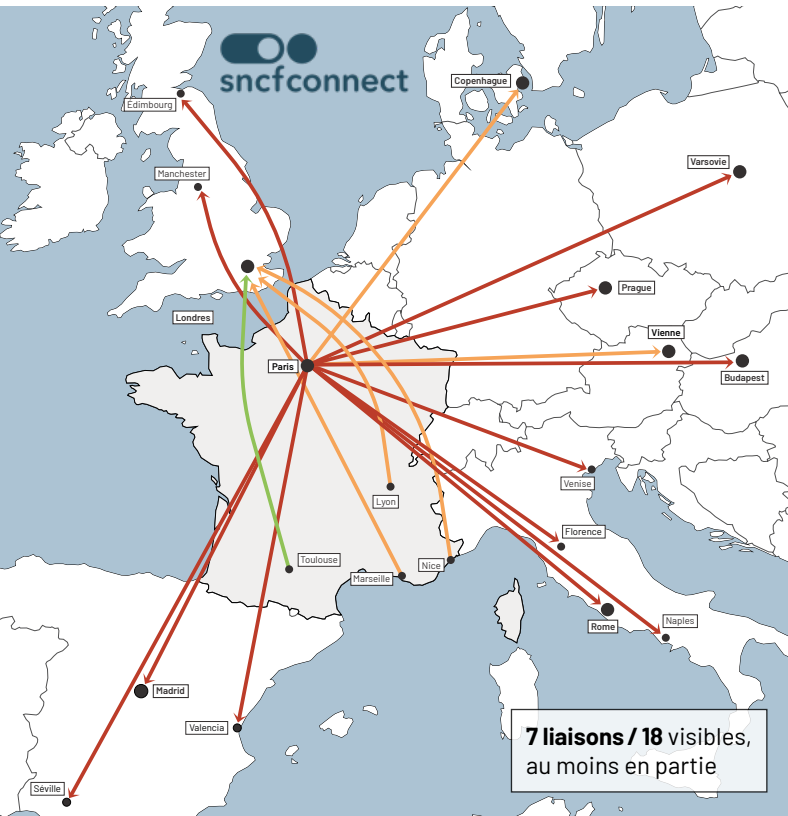 sncfconnect
Copenhague
Édimbourg
Varsovie
Manchester
Prague
Londres
Vienne
Paris
Budapest
Venise
Lyon
Florence
Toulouse
Nice
Marseille
Naples
Rome
Madrid
Valencia
7 liaisons / 18 visibles,
au moins en partie
Séville